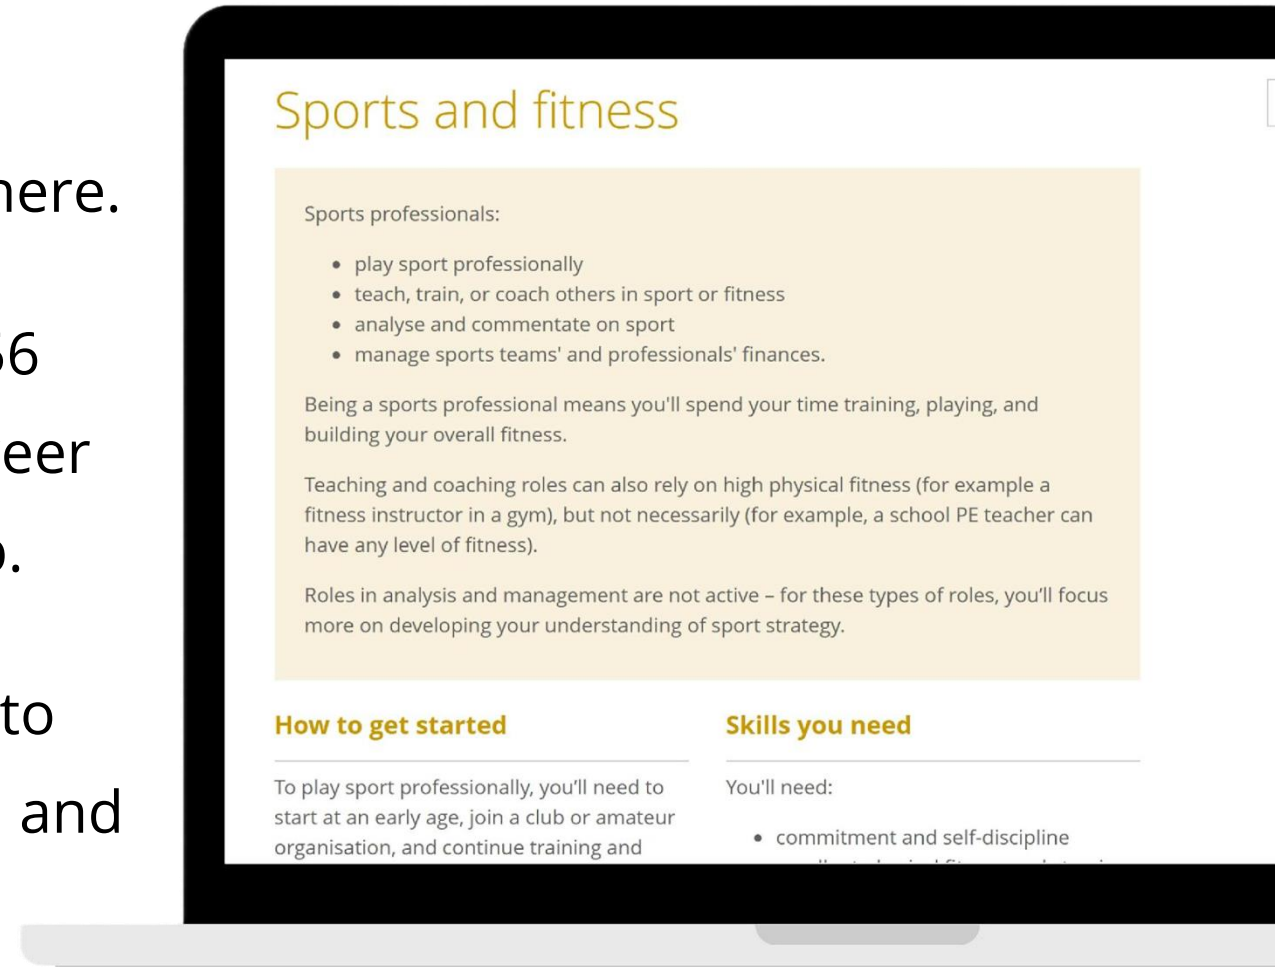 here.
eer
to
and
Sports and fitness
Sports professionals:
• play sport professionally
• teach, train, or coach others in sport or fitness
• analyse and commentate on sport
• manage sports teams' and professionals' finances.
Being a sports professional means you'll spend your time training, playing, and
building your overall fitness.
Teaching and coaching roles can also rely on high physical fitness (for example a
fitness instructor in a gym), but not necessarily (for example, a school PE teacher can
have any level of fitness).
Roles in analysis and management are not active – for these types of roles, you’ll focus
more on developing your understanding of sport strategy.
How to get started
To play sport professionally, you’ll need to
start at an early age, join a club or amateur
organisation, and continue training and
Skills you need
You'll need:
• commitment and self-discipline